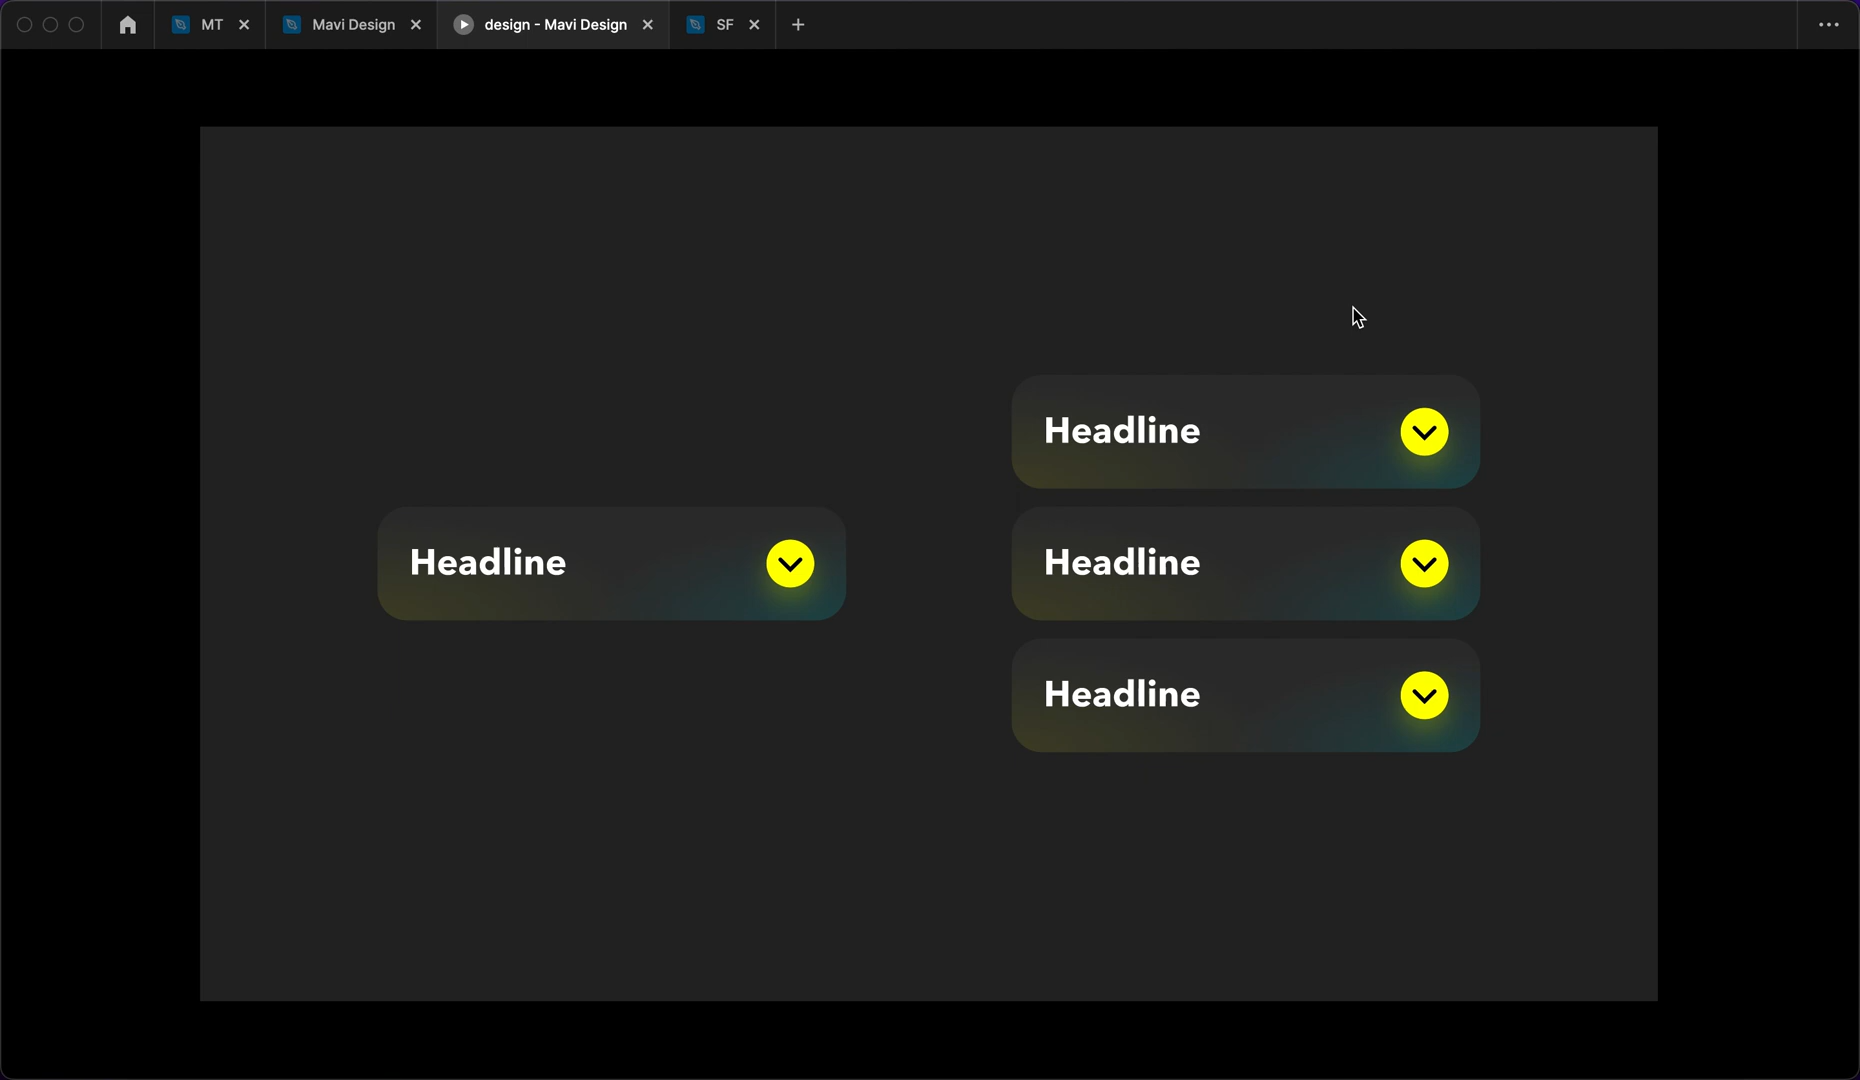 MT
Mavi Design
design - Mavi Design
SF
Headline
Headline
Headline
Headline